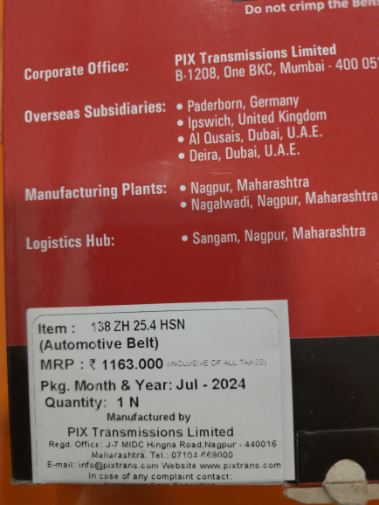 Do not crimp the Belts
Corporate Office: PIX Transmissions Limited
B-1208, One BKC, Mumbai - 400 051
Overseas Subsidiaries: • Paderborn, Germany
• Ipswich, United Kingdom
• Al Qusais, Dubai, U.A.E.
• Deira, Dubai, U.A.E.
Manufacturing Plants: • Nagpur, Maharashtra
• Nagalwadi, Nagpur, Maharashtra
Logistics Hub: • Sangam, Nagpur, Maharashtra
Item : 138 ZH 25.4 HSN
(Automotive Belt)
MRP : ₹ 1163.000 (INCLUSIVE OF ALL TAXES)
Pkg. Month & Year: Jul - 2024
Quantity: 1 N
Manufactured by
PIX Transmissions Limited
Regd. Office: J-7 MIDC Hingna Road,Nagpur - 440016
Maharashtra. Tel.: 07104-669000
E-mail: info@pixtrans.com Website www.pixtrans.com
In case of any complaint contact: